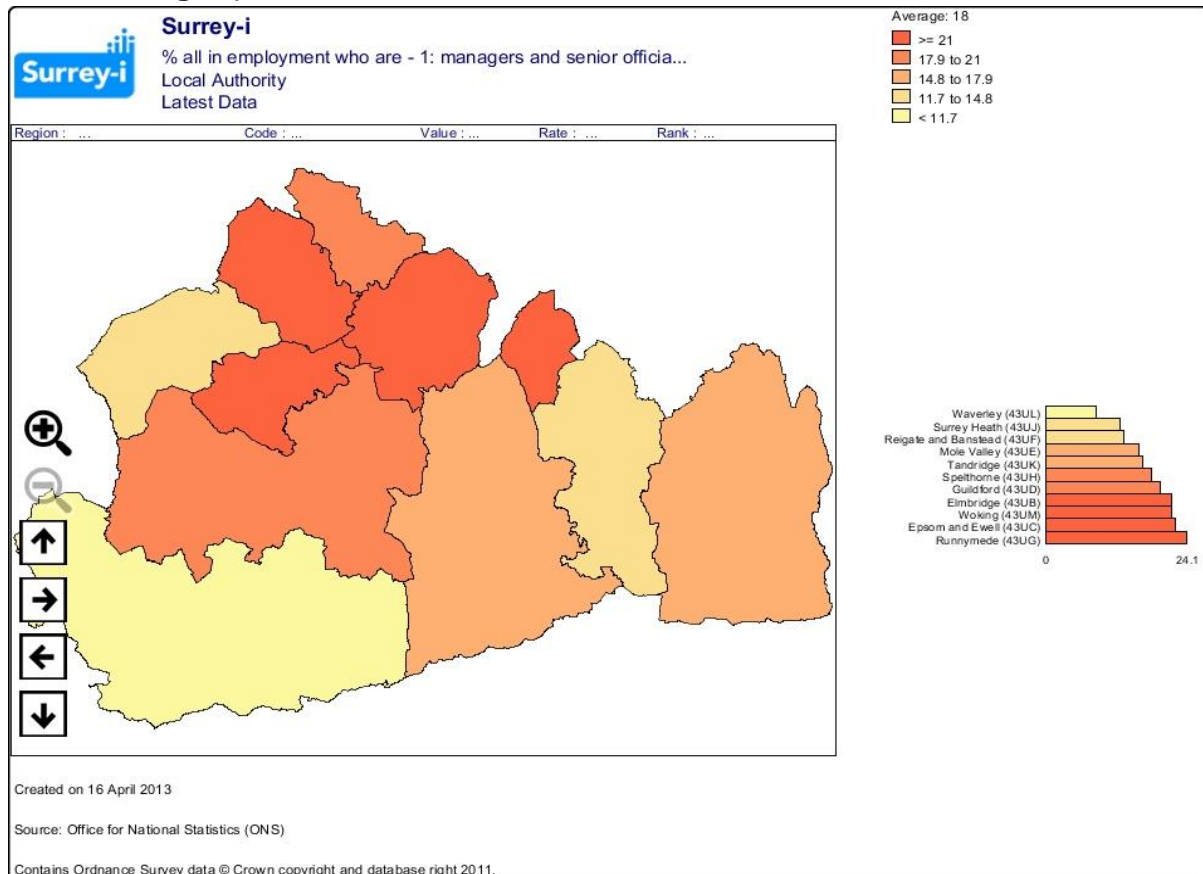 Surrey-i
Surrey-i
% all in employment who are - 1: managers and senior officia...
Local Authority
Latest Data
Average: 18
>= 21
17.9 to 21
14.8 to 17.9
11.7 to 14.8
< 11.7
Region : ... Code : ... Value : ... Rate : ... Rank : ...
Waverley (43UL)
Surrey Heath (43UJ)
Reigate and Banstead (43UF)
Mole Valley (43UE)
Tandridge (43UK)
Spelthorne (43UH)
Guildford (43UD)
Elmbridge (43UB)
Woking (43UM)
Epsom and Ewell (43UC)
Runnymede (43UG)
0 24.1
Created on 16 April 2013
Source: Office for National Statistics (ONS)
Contains Ordnance Survey data © Crown copyright and database right 2011.